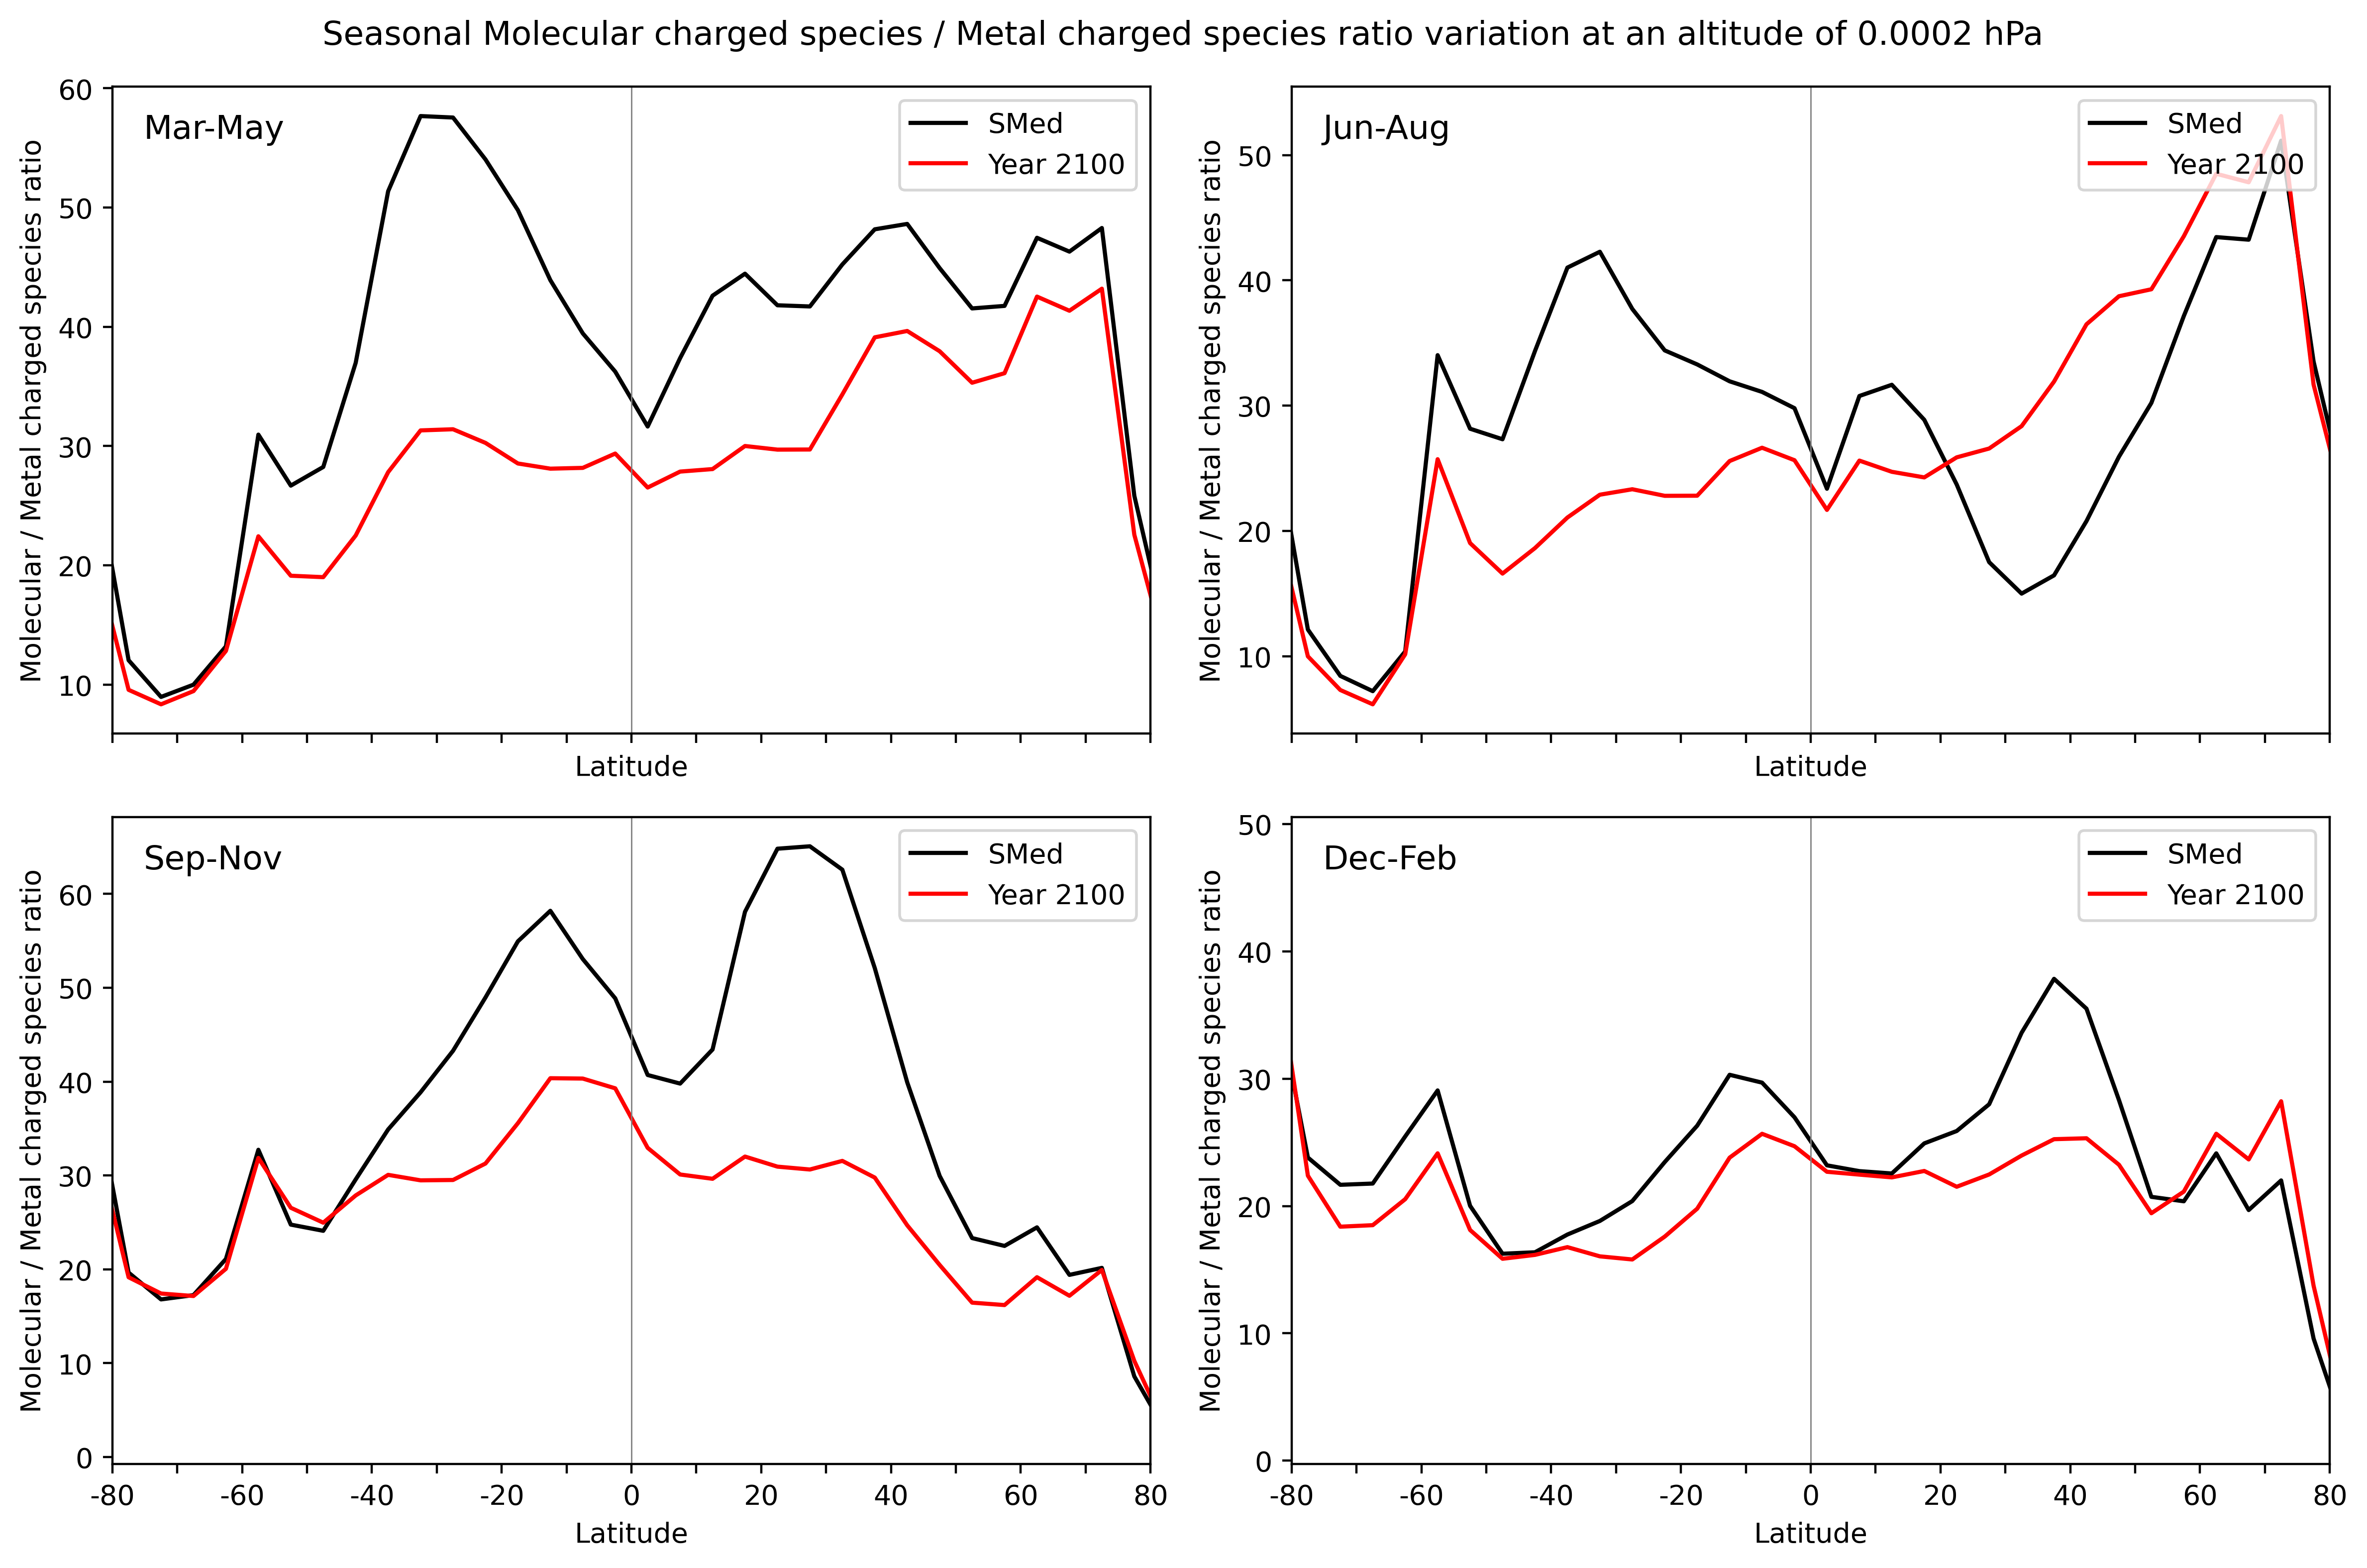 Seasonal Molecular charged species / Metal charged species ratio variation at an altitude of 0.0002 hPa
Mar-May
SMed
Year 2100
60
50
40
30
20
10
Molecular / Metal charged species ratio
Latitude
Jun-Aug
SMed
Year 2100
50
40
30
20
10
Molecular / Metal charged species ratio
Latitude
Sep-Nov
SMed
Year 2100
60
50
40
30
20
10
0
Molecular / Metal charged species ratio
-80 -60 -40 -20 0 20 40 60 80
Latitude
Dec-Feb
SMed
Year 2100
50
40
30
20
10
0
Molecular / Metal charged species ratio
-80 -60 -40 -20 0 20 40 60 80
Latitude